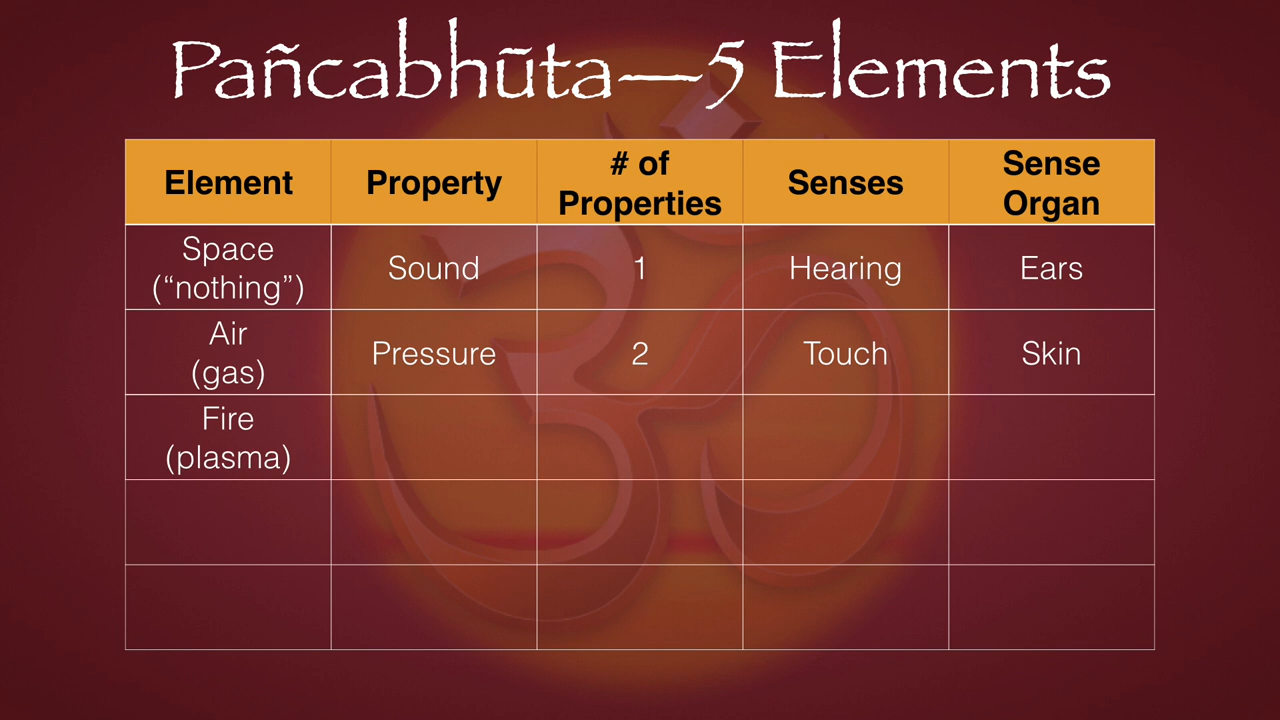 Pañcabhūta—5 Elements
Element
Property
# of
Properties
Senses
Sense
Organ
Space
(“nothing”)
Sound
1
Hearing
Ears
Air
(gas)
Pressure
2
Touch
Skin
Fire
(plasma)